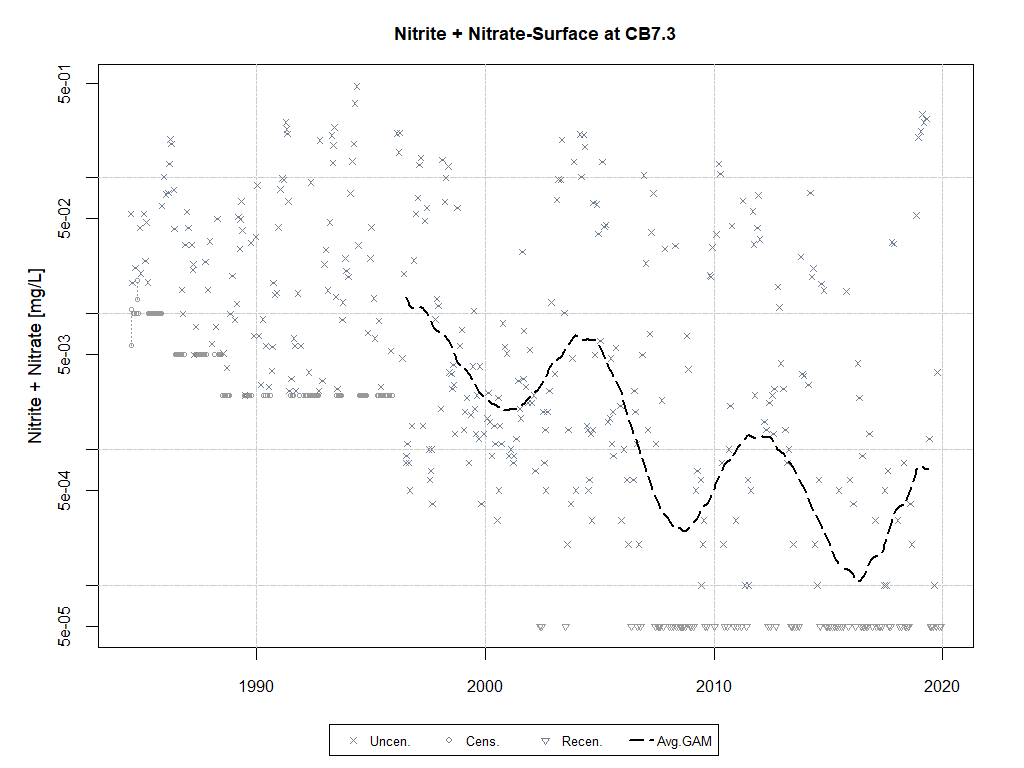 Nitrite + Nitrate-Surface at CB7.3
Nitrite + Nitrate [mg/L]
5e-01
5e-02
5e-03
5e-04
5e-05
1990 2000 2010 2020
Uncen. Cens. Recen. Avg.GAM